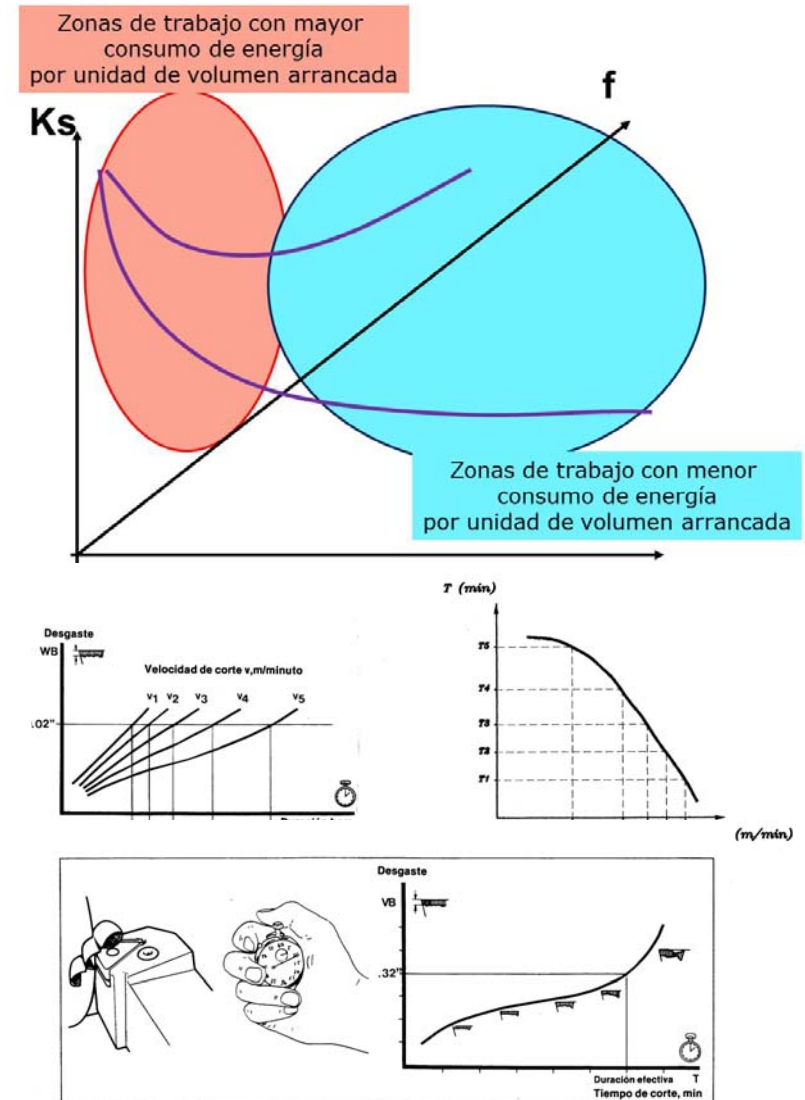 Zonas de trabajo con mayor
consumo de energía
por unidad de volumen arrancada
f
Ks
Zonas de trabajo con menor
consumo de energía
por unidad de volumen arrancada
T (min)
T5
T4
T3
T2
T1
(m/min)
Desgaste
WB
Velocidad de corte v,m/minuto
v1 v2 v3 v4 v5
.02"
Desgaste
VB
.32"
Duración efectiva T
Tiempo de corte, min